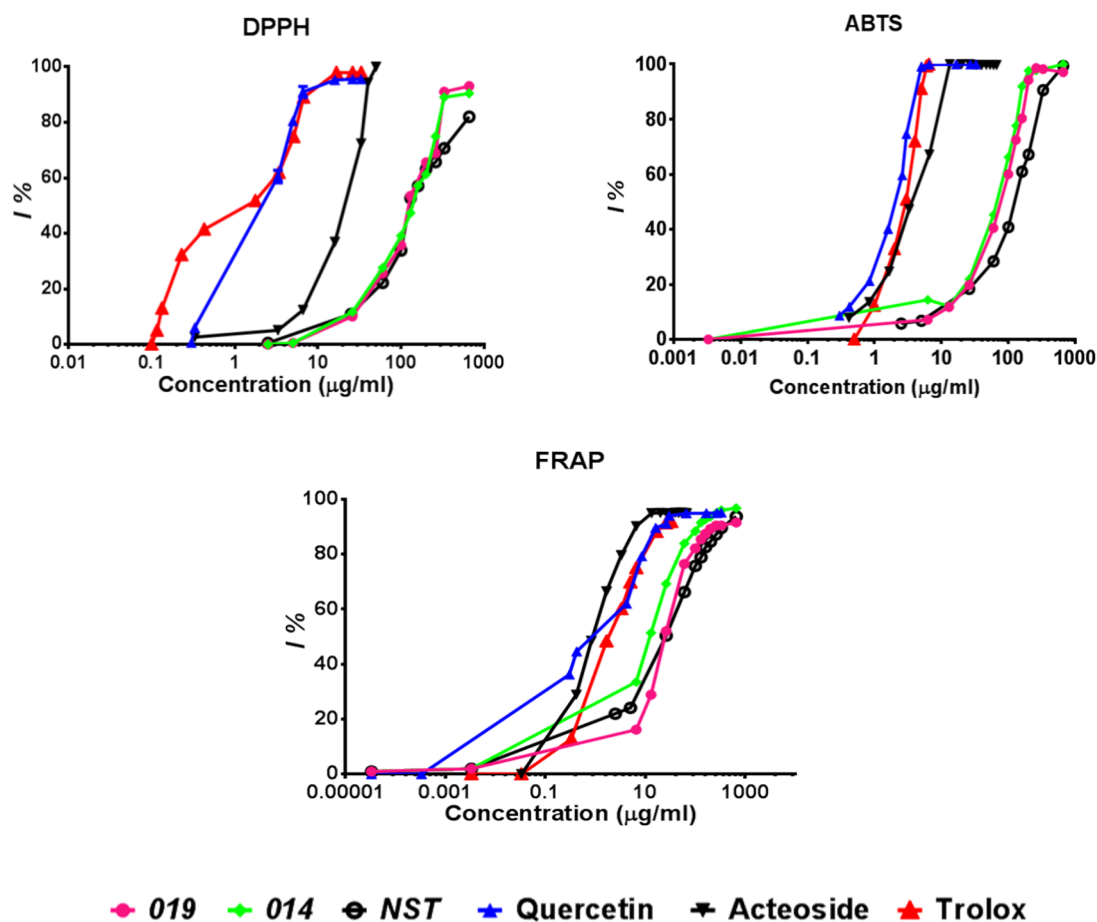 DPPH
ABTS
I %
100
80
60
40
20
0
0.01 0.1 1 10 100 1000
Concentration (μg/ml)
I %
100
80
60
40
20
0
0.001 0.01 0.1 1 10 100 1000
Concentration (μg/ml)
FRAP
I %
100
80
60
40
20
0
0.00001 0.001 0.1 10 1000
Concentration (μg/ml)
019 014 NST Quercetin Acteoside Trolox